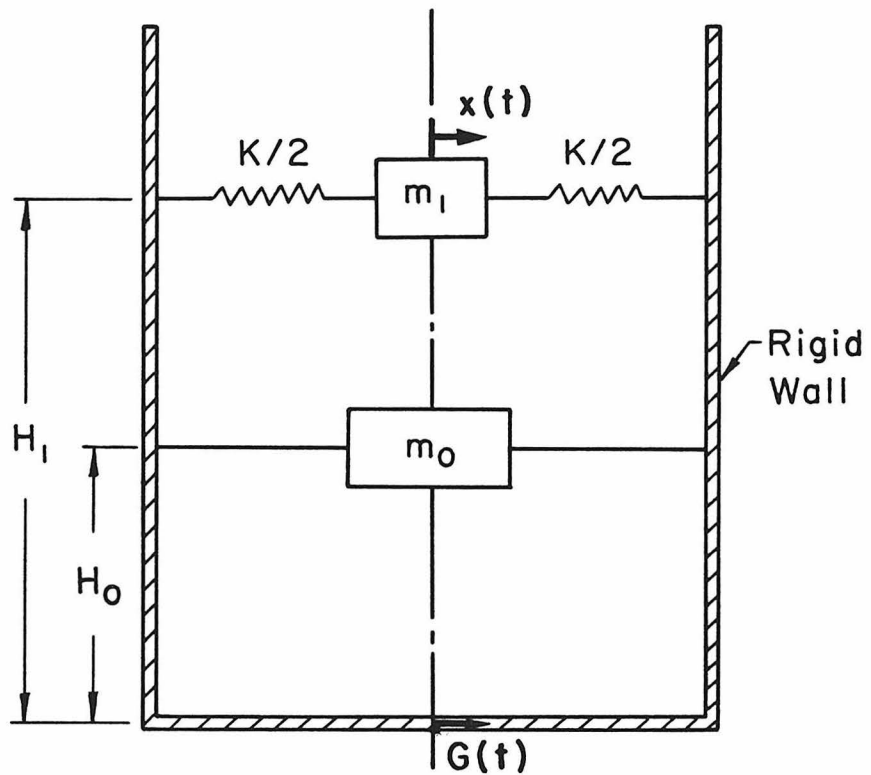 x(t)
K/2
K/2
m₁
Rigid
Wall
H₁
m₀
H₀
G(t)